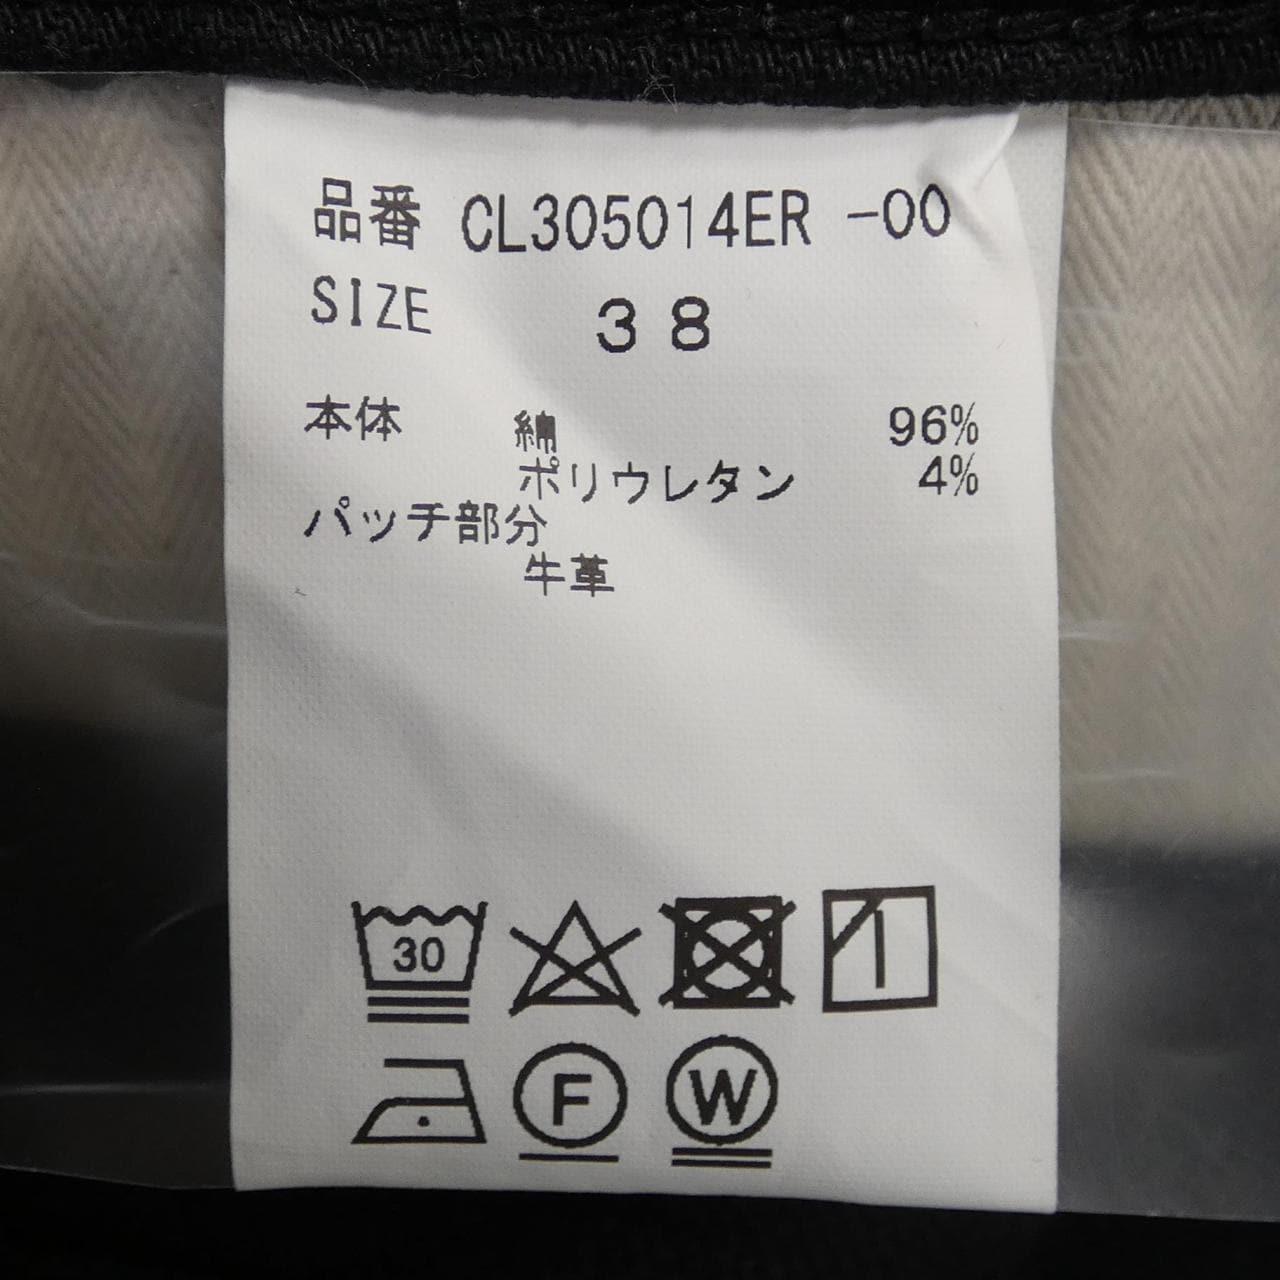 品番 CL305014ER -00
SIZE 38
本体 綿 96%
ポリウレタン 4%
パッチ部分
牛革
30
F W